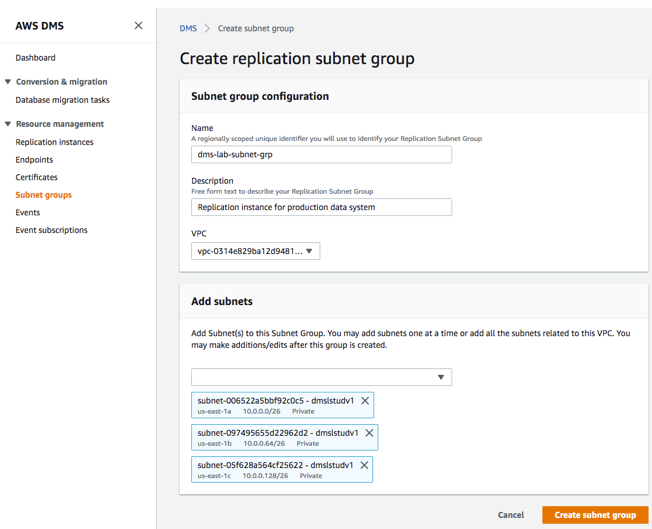 AWS DMS
Dashboard
Conversion & migration
Database migration tasks
Resource management
Replication instances
Endpoints
Certificates
Subnet groups
Events
Event subscriptions
DMS > Create subnet group
Create replication subnet group
Subnet group configuration
Name
A regionally scoped unique identifier you will use to identify your Replication Subnet Group
dms-lab-subnet-grp
Description
Free form text to describe your Replication Subnet Group
Replication instance for production data system
VPC
vpc-0314e829ba12d9481...
Add subnets
Add Subnet(s) to this Subnet Group. You may add subnets one at a time or add all the subnets related to this VPC. You
may make additions/edits after this group is created.
subnet-006522a5bbf92c0c5 - dmslstudv1
us-east-1a 10.0.0.0/26 Private
subnet-097495655d22962d2 - dmslstudv1
us-east-1b 10.0.0.64/26 Private
subnet-05f628a564cf25622 - dmslstudv1
us-east-1c 10.0.0.128/26 Private
Cancel Create subnet group